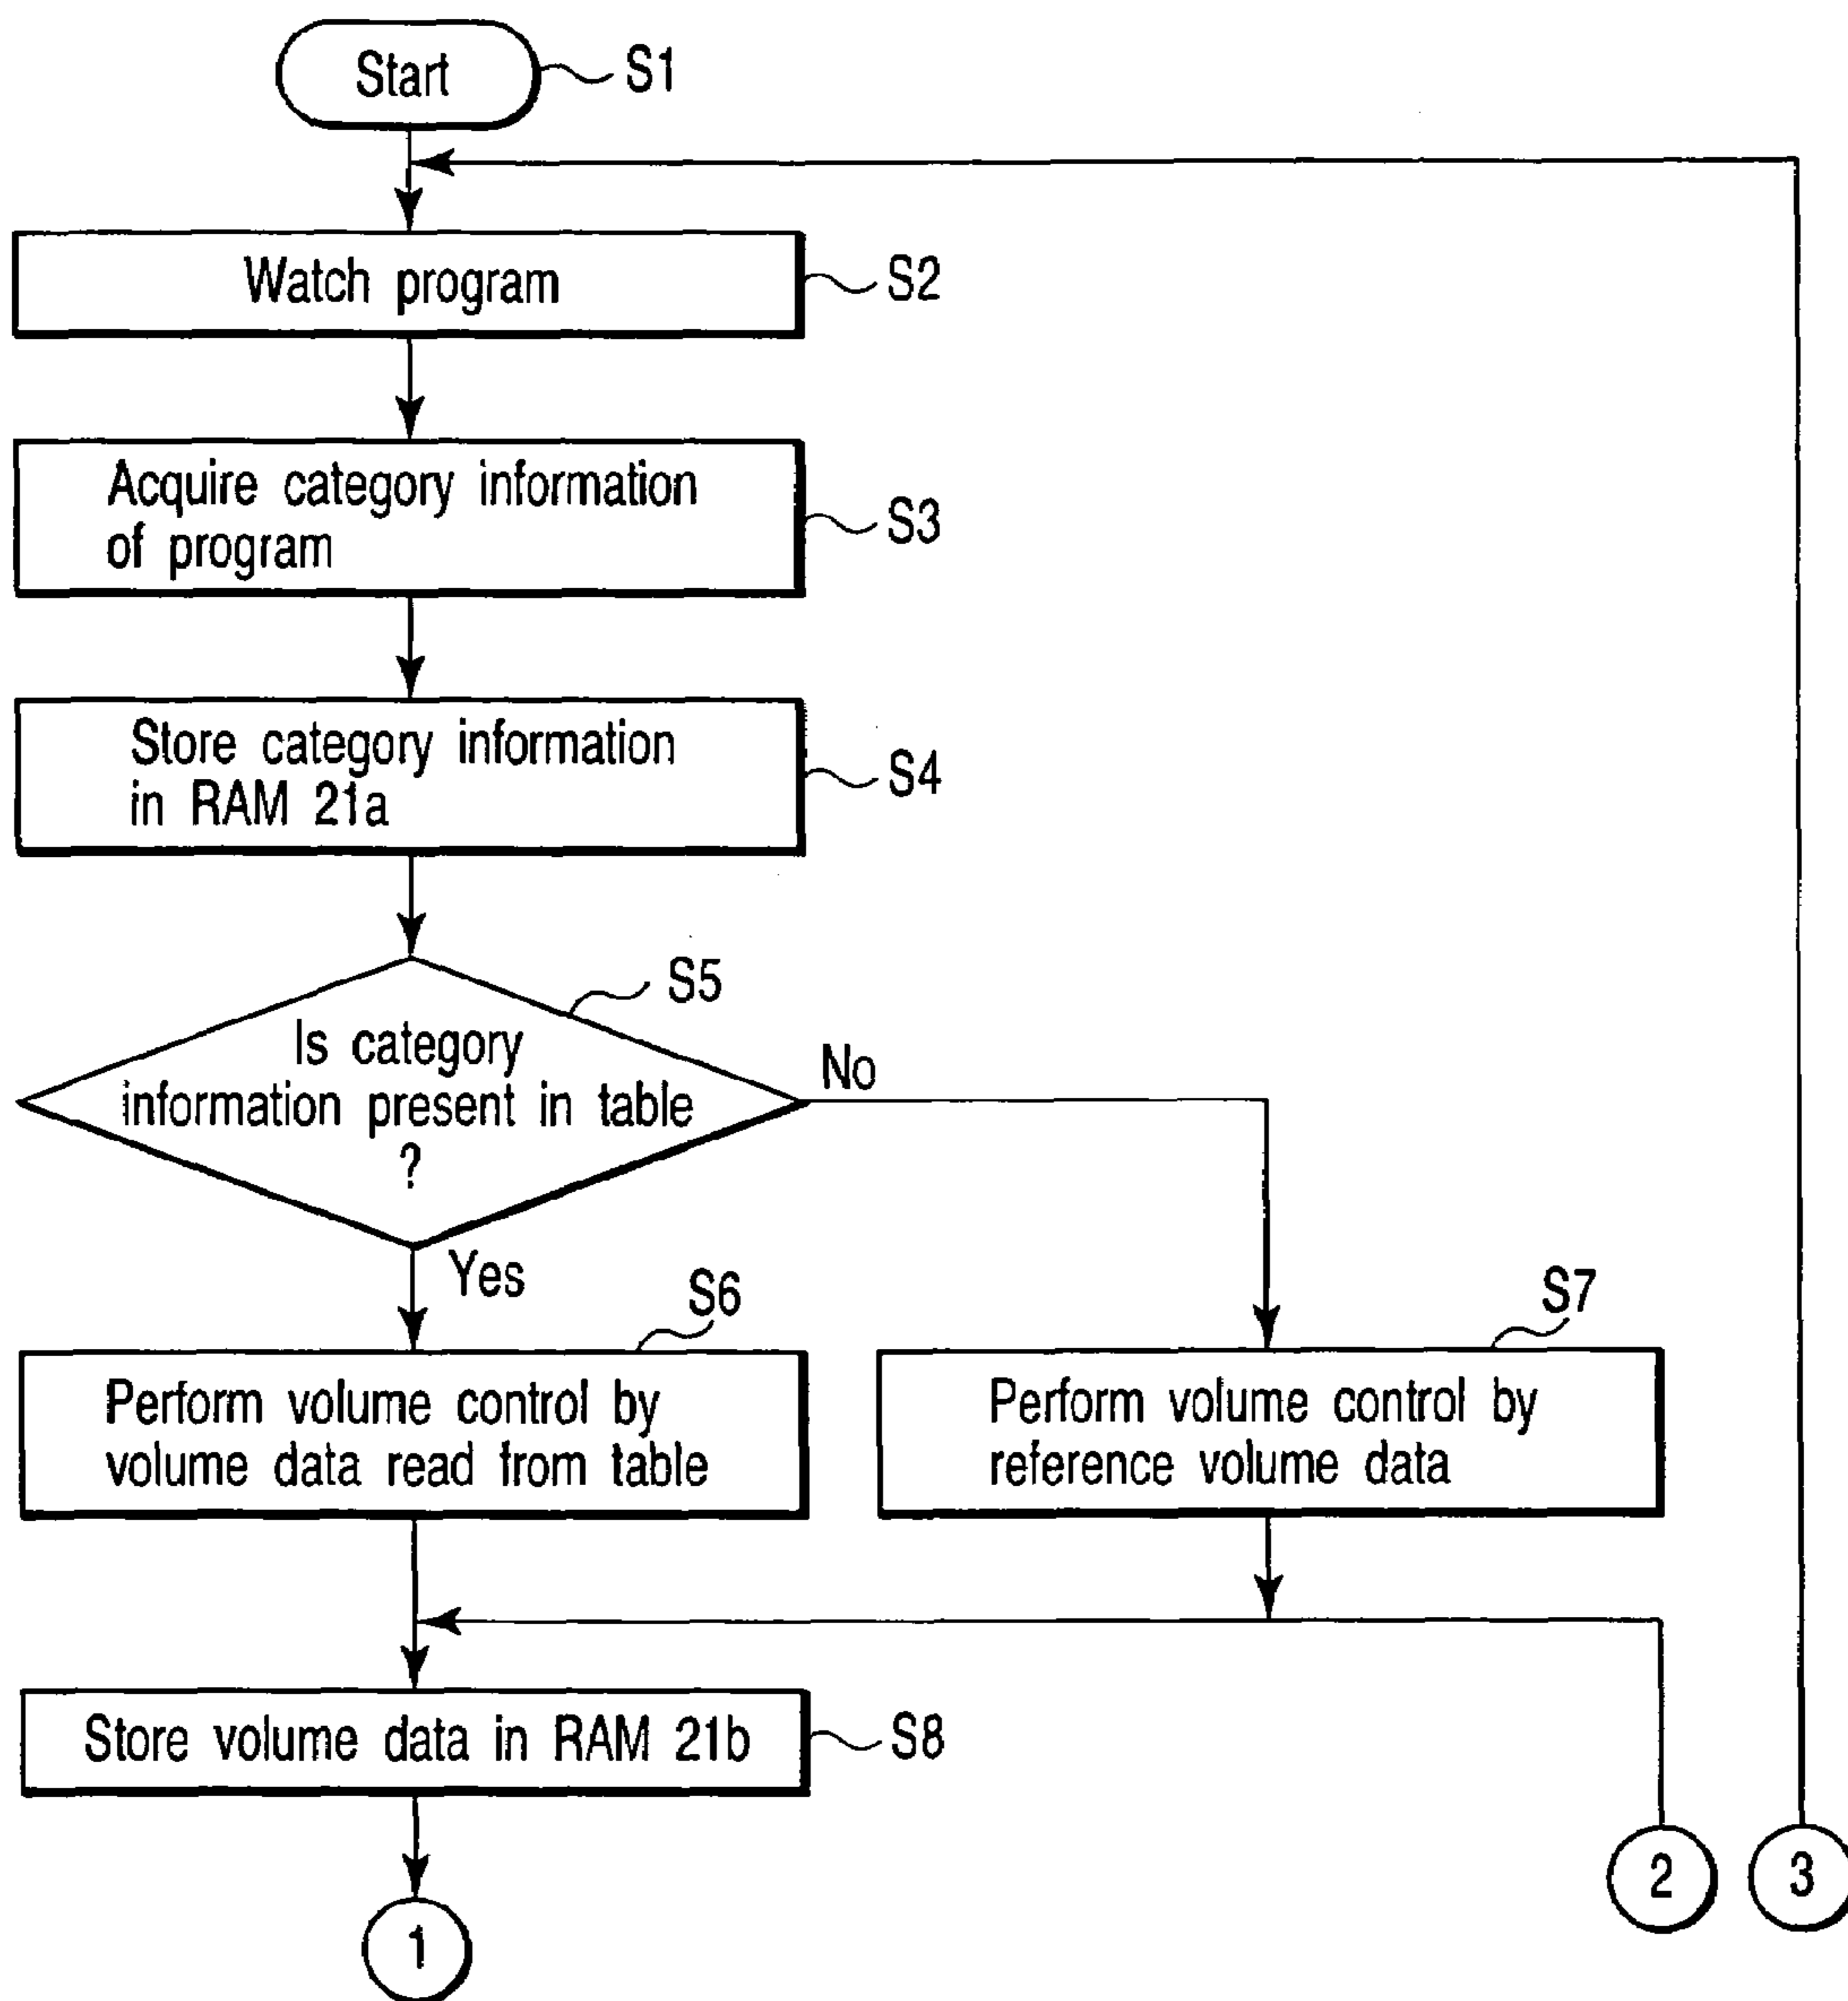 Start
S1
Watch program
S2
Acquire category information
of program
S3
Store category information
in RAM 21a
S4
S5
Is category
information present in table
?
No
Yes
S6
S7
Perform volume control by
volume data read from table
Perform volume control by
reference volume data
Store volume data in RAM 21b
S8
2
3
1